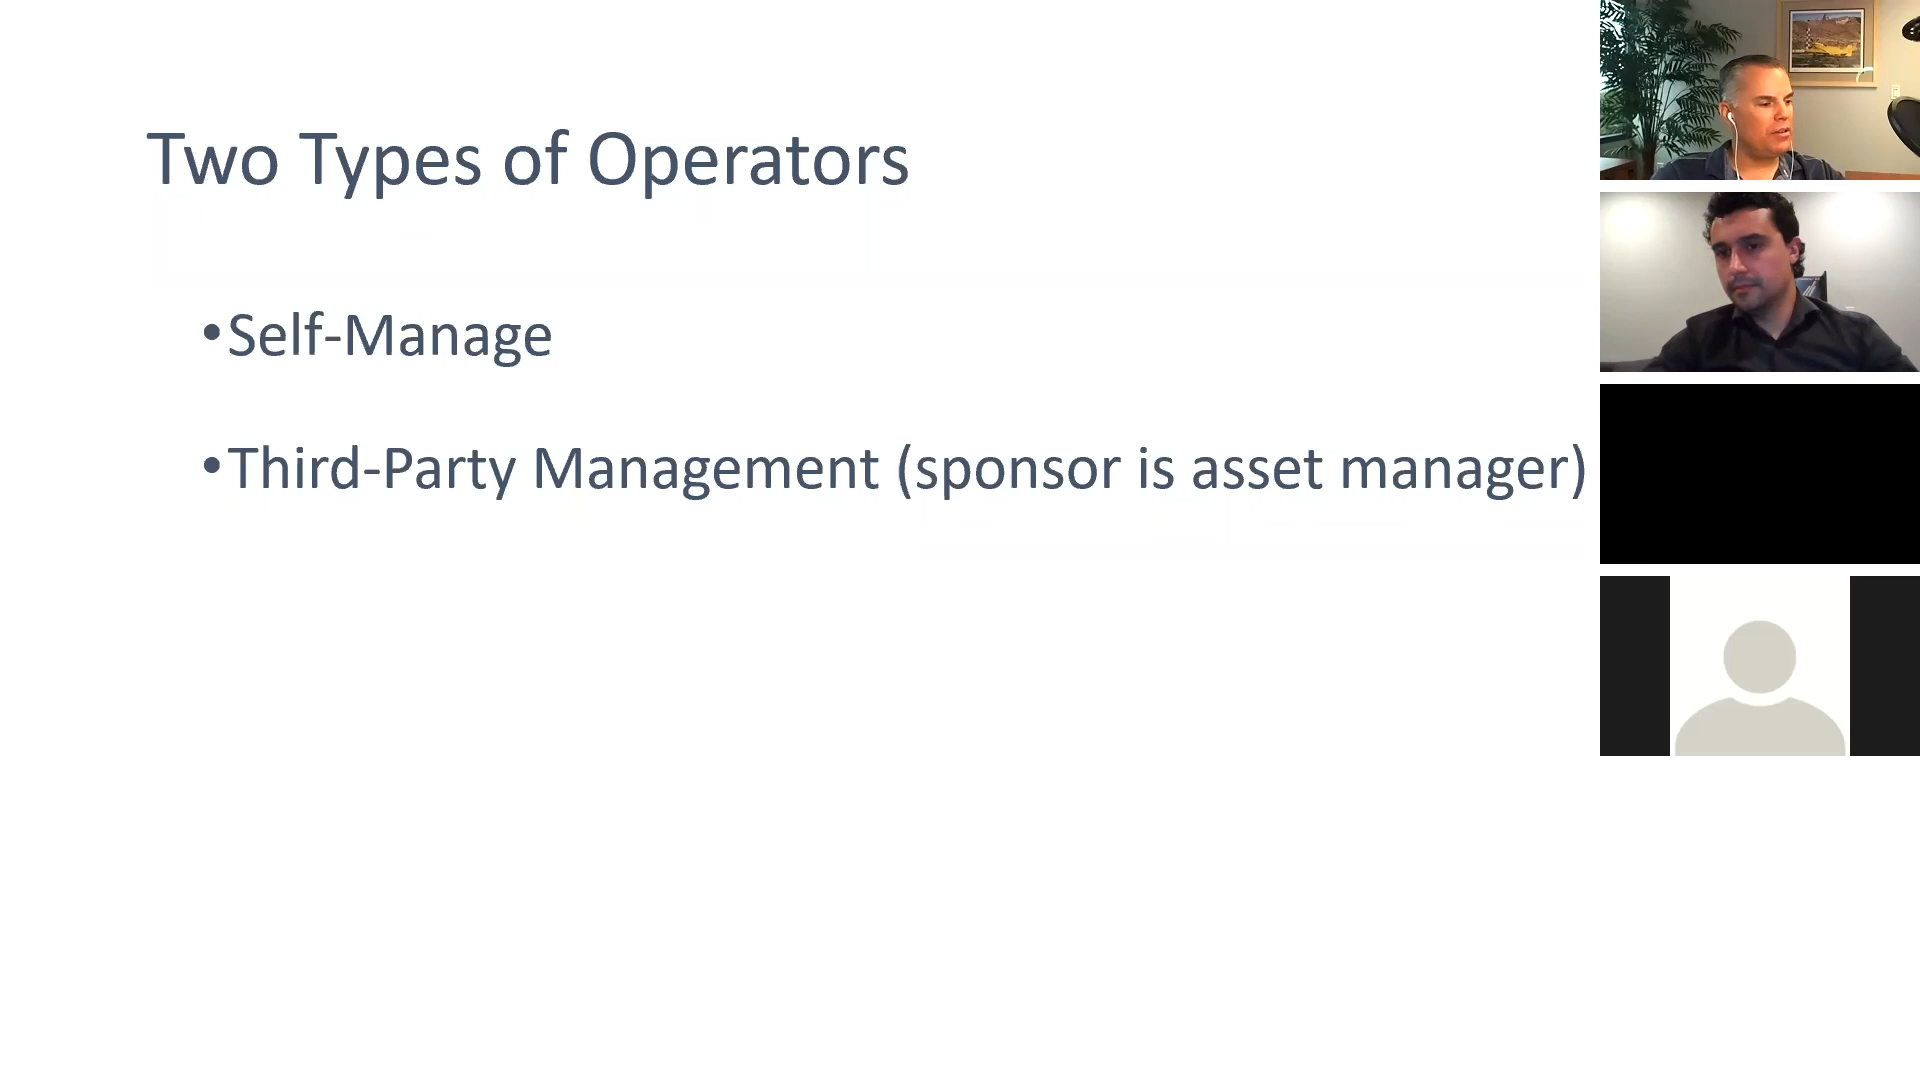 Two Types of Operators
•Self-Manage
•Third-Party Management (sponsor is asset manager)